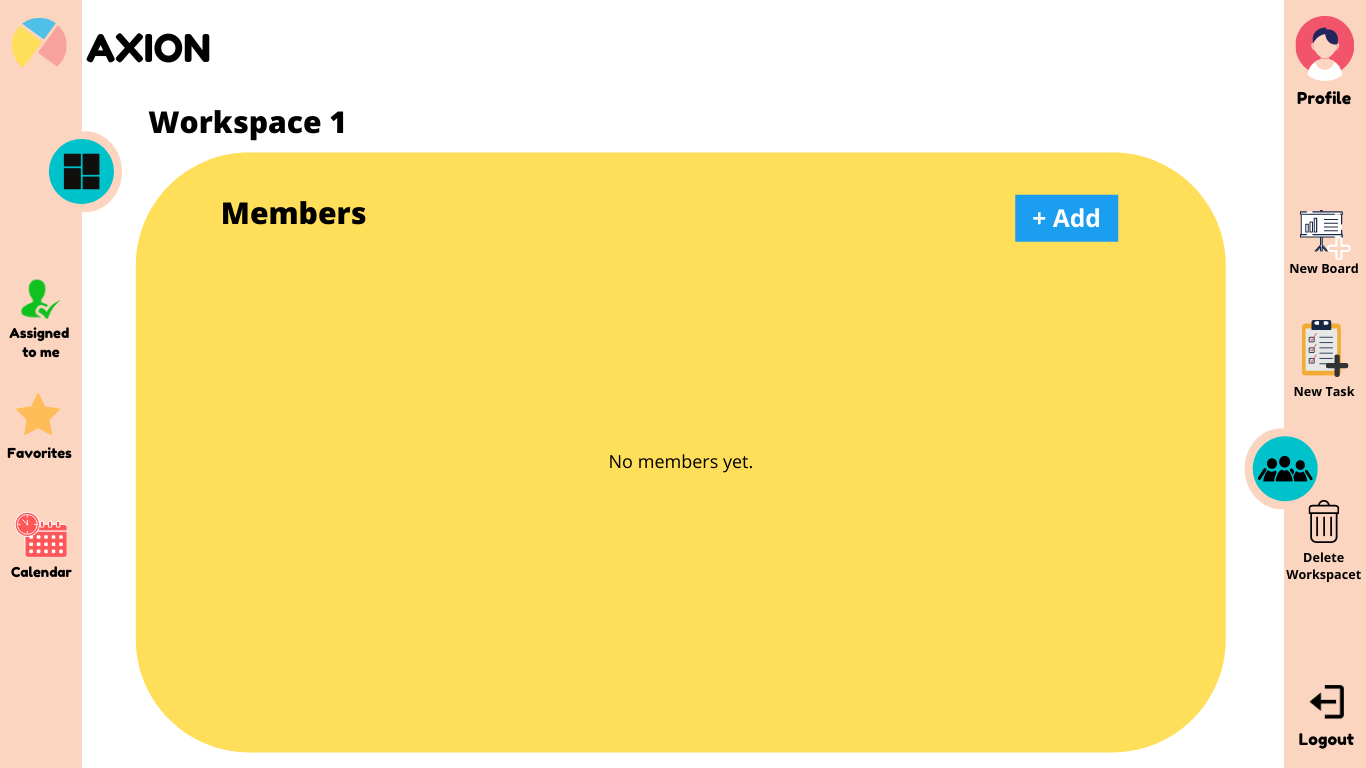 AXION
Profile
Workspace 1
Members
+ Add
New Board
Assigned
to me
New Task
Favorites
No members yet.
Delete
Workspacet
Calendar
Logout